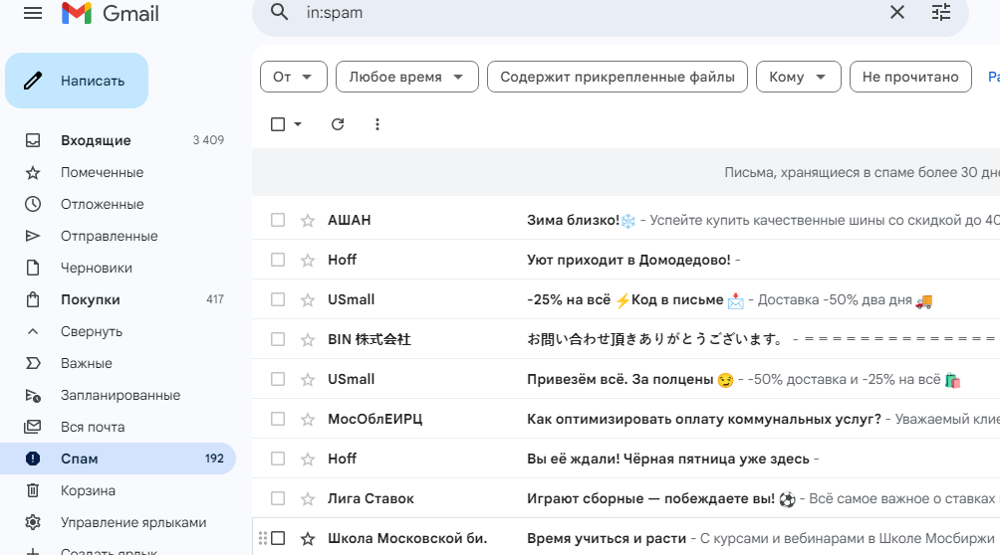 Gmail
in:spam
Написать
От
Любое время
Содержит прикрепленные файлы
Кому
Не прочитано
Входящие 3 409
Помеченные
Отложенные
Отправленные
Черновики
Покупки 417
Свернуть
Важные
Запланированные
Вся почта
Спам 192
Корзина
Управление ярлыками
Создать ярлык
Письма, хранящиеся в спаме более 30
АШАН Зима близко!❄️ - Успейте купить качественные шины со скидкой до 40
Hoff Уют приходит в Домодедово! -
USmall -25% на всё ⚡Код в письме 📩 - Доставка -50% два дня 🚚
BIN 株式会社 お問い合わせ頂きありがとうございます。 - ＝＝＝＝＝＝＝＝＝＝＝＝＝＝
USmall Привезём всё. За полцены 😏 - -50% доставка и -25% на всё 🛍️
МосОблЕИРЦ Как оптимизировать оплату коммунальных услуг? - Уважаемый
Hoff Вы её ждали! Чёрная пятница уже здесь -
Лига Ставок Играют сборные — побеждаете вы! ⚽ - Всё самое важное о ставках
Школа Московской би. Время учиться и расти - С курсами и вебинарами в Школе Мосбиржи